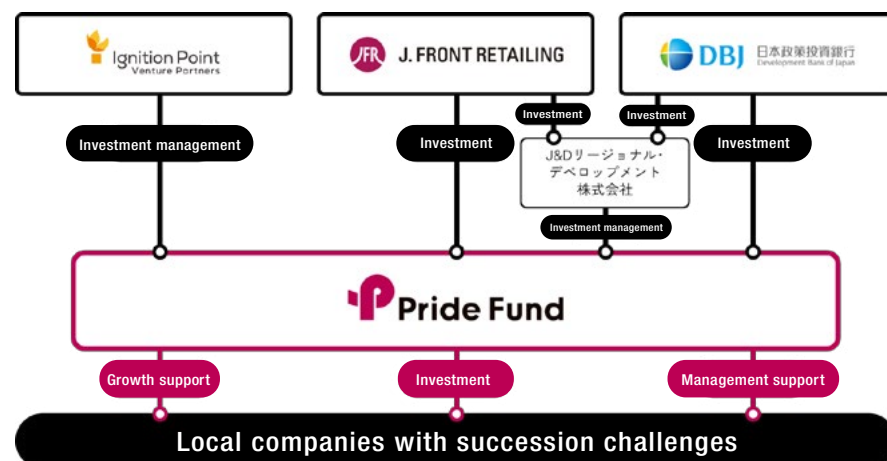 Ignition Point
Venture Partners
JFR J. FRONT RETAILING
DBJ 日本政策投資銀行
Development Bank of Japan
Investment
Investment
Investment management
Investment
Investment
J&Dリージョナル・
デベロップメント
株式会社
Investment management
Pride Fund
Growth support
Investment
Management support
Local companies with succession challenges